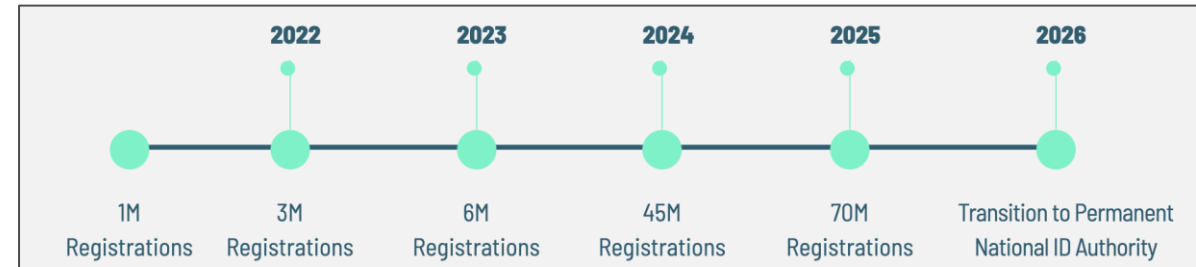 2022 2023 2024 2025 2026
1M 3M 6M 45M 70M Transition to Permanent
Registrations Registrations Registrations Registrations Registrations National ID Authority